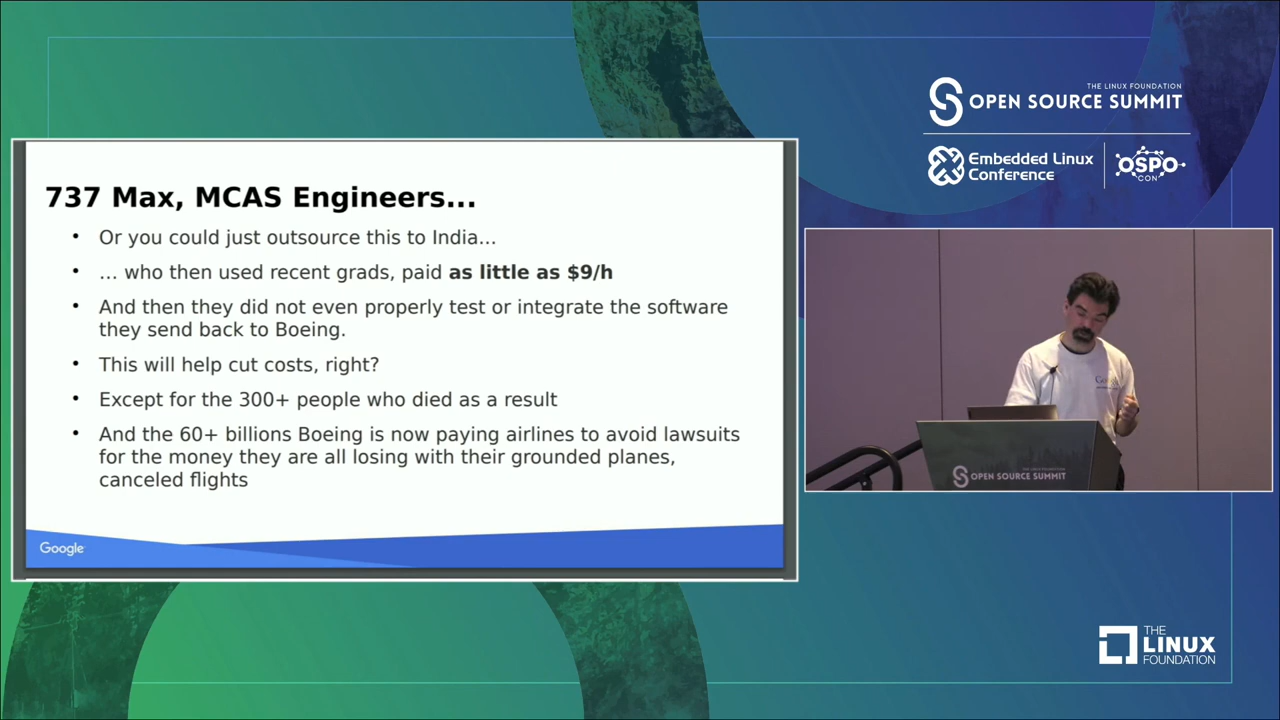 THE LINUX FOUNDATION
OPEN SOURCE SUMMIT
Embedded Linux
Conference
OSPO
CON
737 Max, MCAS Engineers...
• Or you could just outsource this to India...
• ... who then used recent grads, paid as little as $9/h
• And then they did not even properly test or integrate the software
they send back to Boeing.
• This will help cut costs, right?
• Except for the 300+ people who died as a result
• And the 60+ billions Boeing is now paying airlines to avoid lawsuits
for the money they are all losing with their grounded planes,
canceled flights
Google
Google
OPEN SOURCE SUMMIT
THE
LINUX
FOUNDATION